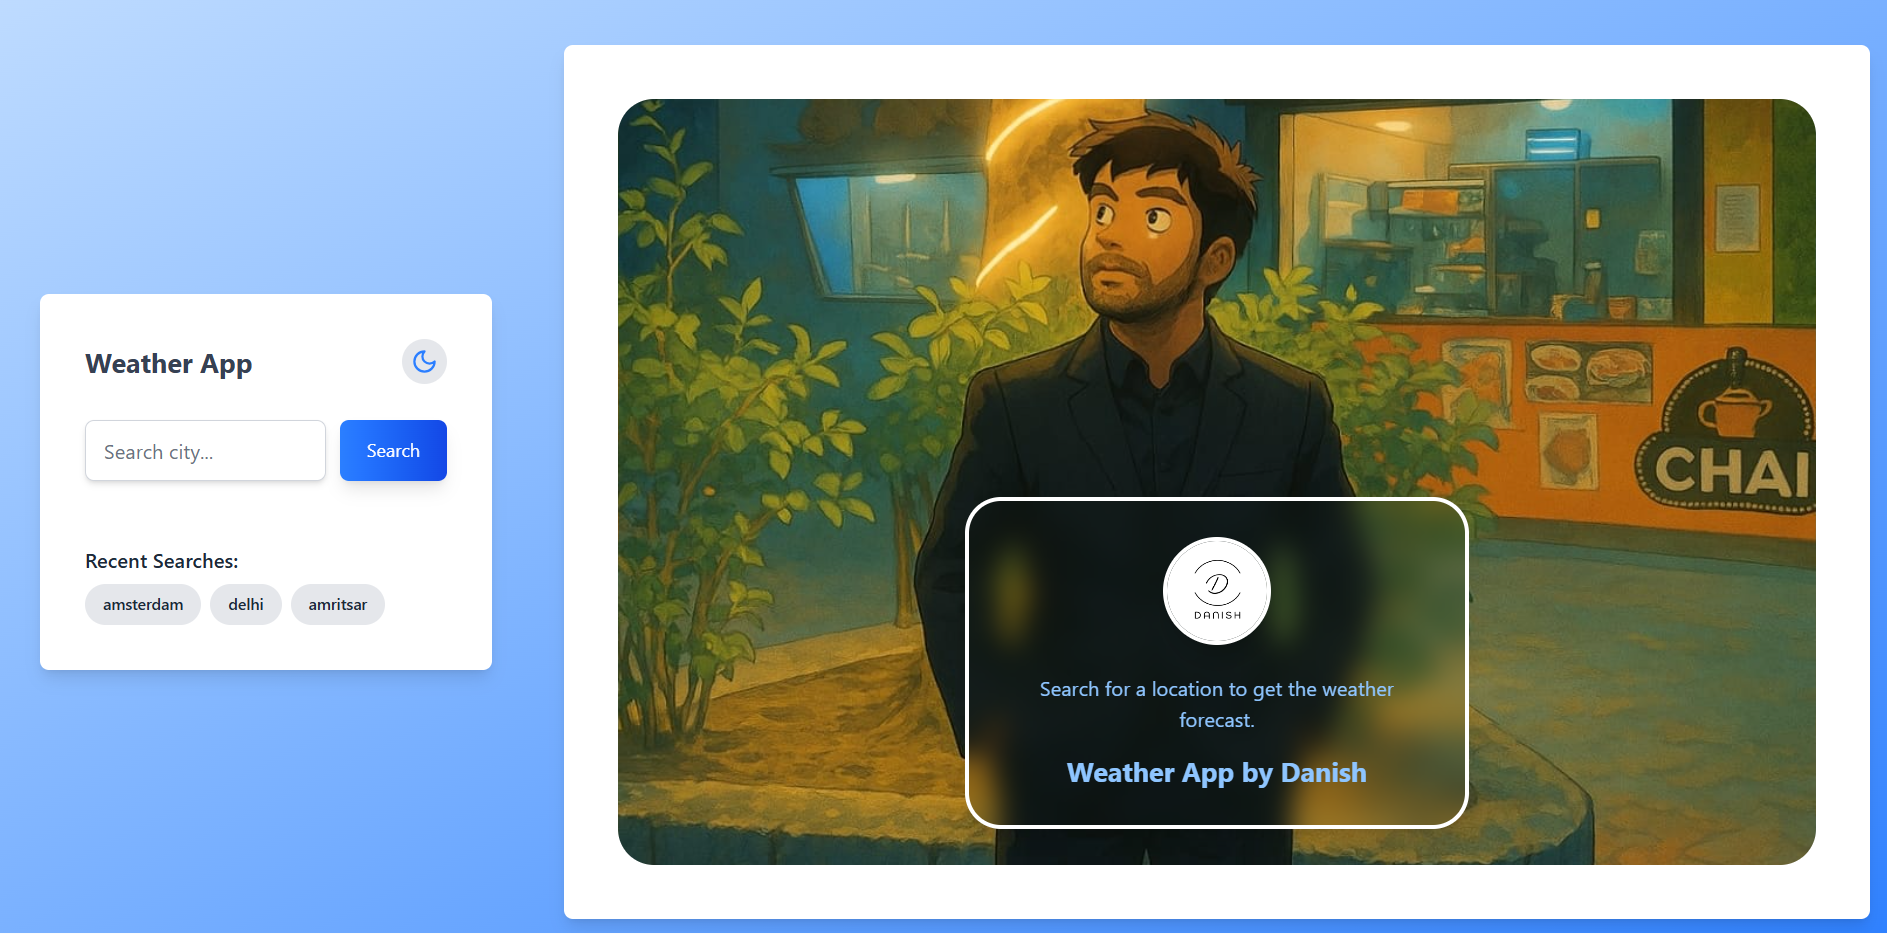 Weather App
Search city...
Search
Recent Searches:
amsterdam
delhi
amritsar
CHAI
DANISH
Search for a location to get the weather
forecast.
Weather App by Danish